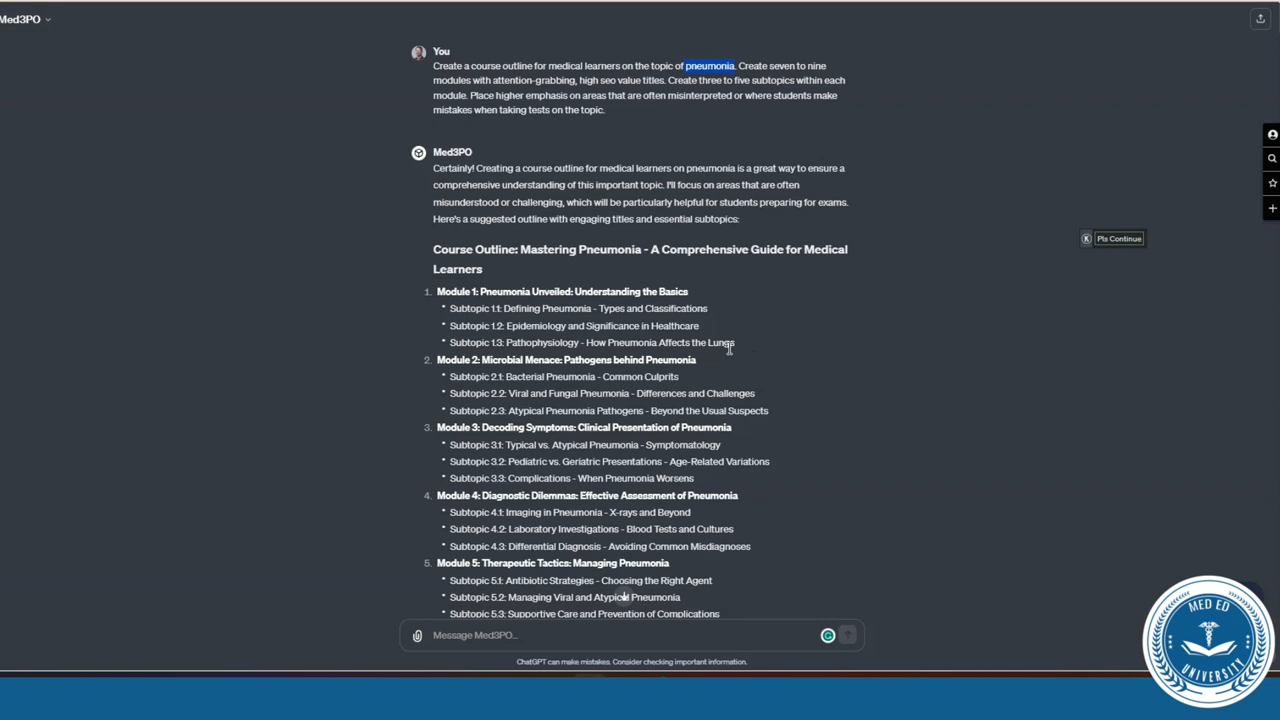 Med3PO
You
Create a course outline for medical learners on the topic of pneumonia. Create seven to nine
modules with attention-grabbing, high seo value titles. Create three to five subtopics within each
module. Place higher emphasis on areas that are often misinterpreted or where students make
mistakes when taking tests on the topic.
Med3PO
Certainly! Creating a course outline for medical learners on pneumonia is a great way to ensure a
comprehensive understanding of this important topic. I'll focus on areas that are often
misunderstood or challenging, which will be particularly helpful for students preparing for exams.
Here's a suggested outline with engaging titles and essential subtopics:
K Pls Continue
Course Outline: Mastering Pneumonia - A Comprehensive Guide for Medical
Learners
1. Module 1: Pneumonia Unveiled: Understanding the Basics
• Subtopic 1.1: Defining Pneumonia - Types and Classifications
• Subtopic 1.2: Epidemiology and Significance in Healthcare
• Subtopic 1.3: Pathophysiology - How Pneumonia Affects the Lungs
2. Module 2: Microbial Menace: Pathogens behind Pneumonia
• Subtopic 2.1: Bacterial Pneumonia - Common Culprits
• Subtopic 2.2: Viral and Fungal Pneumonia - Differences and Challenges
• Subtopic 2.3: Atypical Pneumonia Pathogens - Beyond the Usual Suspects
3. Module 3: Decoding Symptoms: Clinical Presentation of Pneumonia
• Subtopic 3.1: Typical vs. Atypical Pneumonia - Symptomatology
• Subtopic 3.2: Pediatric vs. Geriatric Presentations - Age-Related Variations
• Subtopic 3.3: Complications - When Pneumonia Worsens
4. Module 4: Diagnostic Dilemmas: Effective Assessment of Pneumonia
• Subtopic 4.1: Imaging in Pneumonia - X-rays and Beyond
• Subtopic 4.2: Laboratory Investigations - Blood Tests and Cultures
• Subtopic 4.3: Differential Diagnosis - Avoiding Common Misdiagnoses
5. Module 5: Therapeutic Tactics: Managing Pneumonia
• Subtopic 5.1: Antibiotic Strategies - Choosing the Right Agent
• Subtopic 5.2: Managing Viral and Atypical Pneumonia
• Subtopic 5.3: Supportive Care and Prevention of Complications
Message Med3PO...
ChatGPT can make mistakes. Consider checking important information.
MED ED
UNIVERSITY